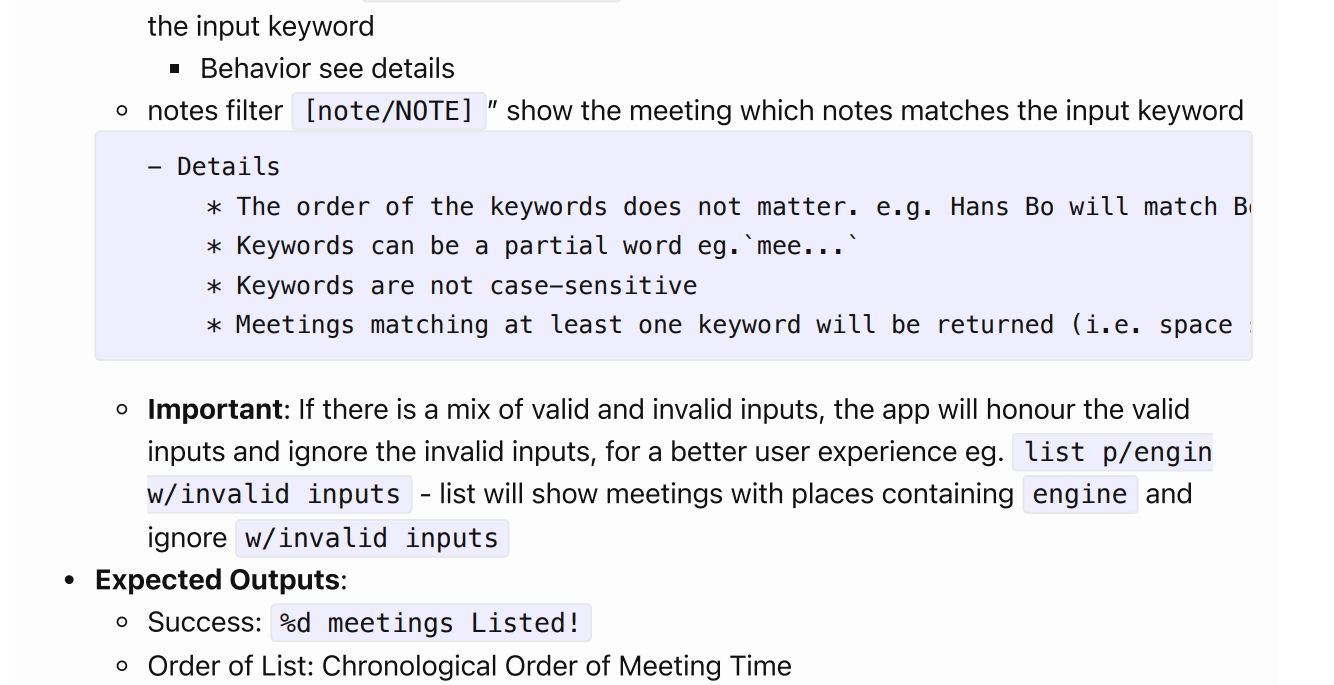 the input keyword
▪ Behavior see details
◦ notes filter [note/NOTE]” show the meeting which notes matches the input keyword
– Details
* The order of the keywords does not matter. e.g. Hans Bo will match
* Keywords can be a partial word eg.`mee...`
* Keywords are not case-sensitive
* Meetings matching at least one keyword will be returned (i.e. space
◦ Important: If there is a mix of valid and invalid inputs, the app will honour the valid
inputs and ignore the invalid inputs, for a better user experience eg. list p/engin
w/invalid inputs - list will show meetings with places containing engine and
ignore w/invalid inputs
• Expected Outputs:
◦ Success: %d meetings Listed!
◦ Order of List: Chronological Order of Meeting Time